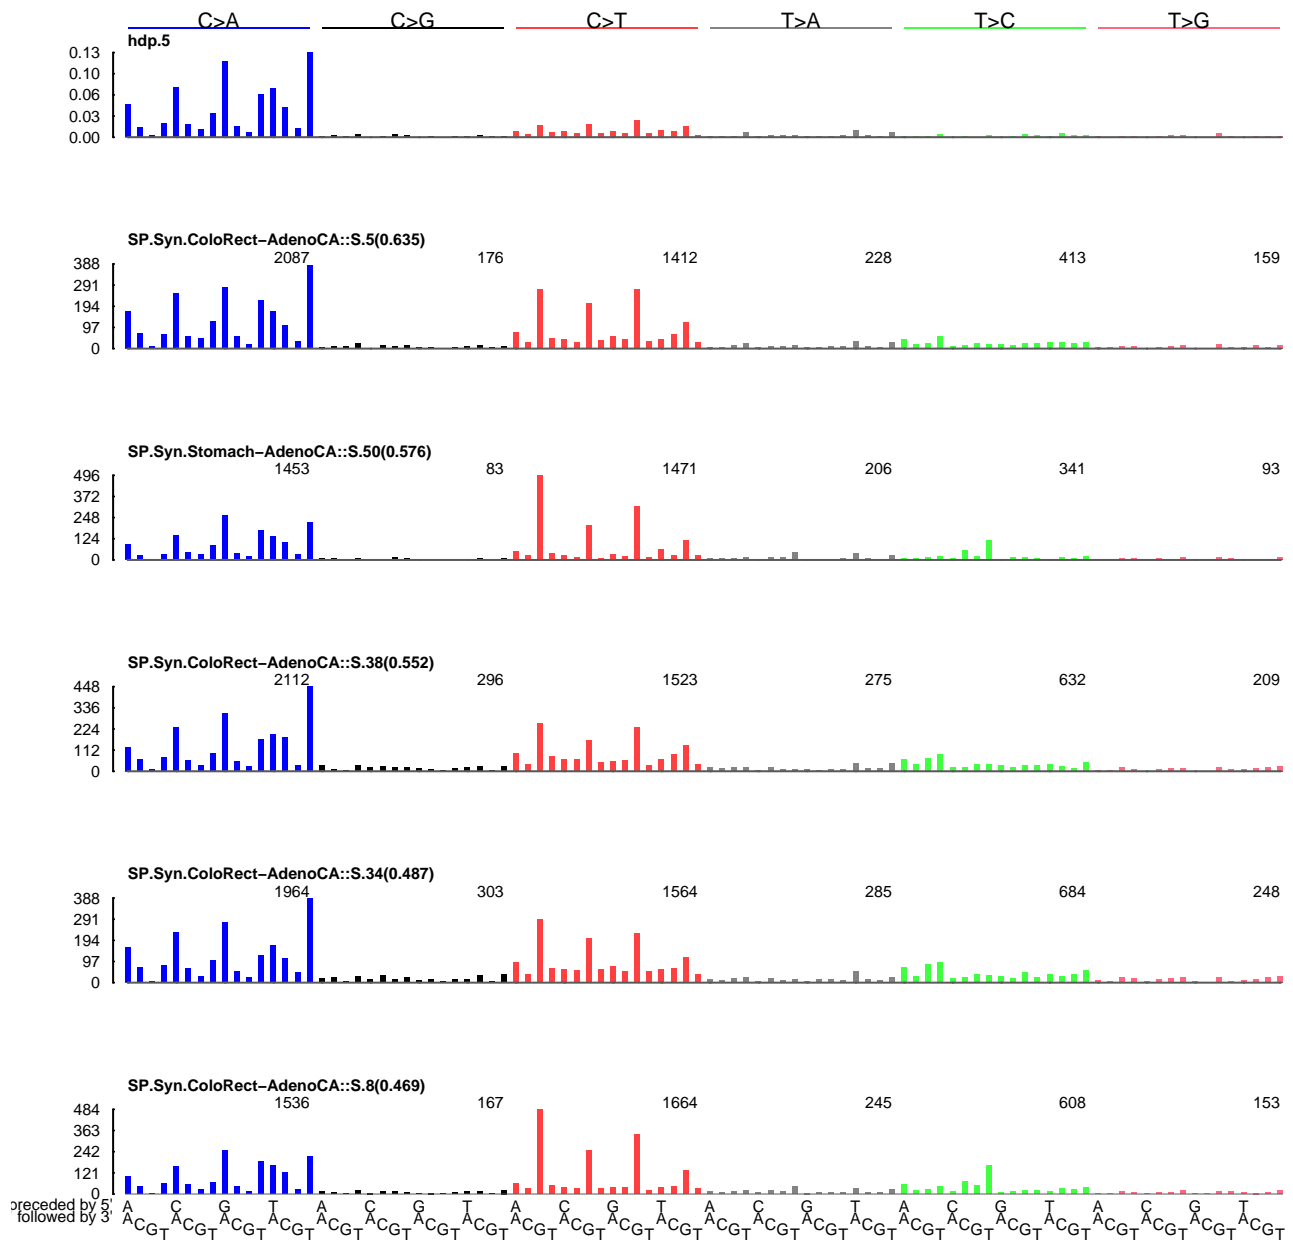 C>A C>G C>T T>A T>C T>G
hdp.5
0.13
0.10
0.06
0.03
0.00
SP.Syn.ColoRect−AdenoCA::S.5(0.635)
2087 176 1412 228 413 159
388
291
194
97
0
SP.Syn.Stomach−AdenoCA::S.50(0.576)
1453 83 1471 206 341 93
496
372
248
124
0
SP.Syn.ColoRect−AdenoCA::S.38(0.552)
2112 296 1523 275 632 209
448
336
224
112
0
SP.Syn.ColoRect−AdenoCA::S.34(0.487)
1964 303 1564 285 684 248
388
291
194
97
0
SP.Syn.ColoRect−AdenoCA::S.8(0.469)
1536 167 1664 245 608 153
484
363
242
121
0
preceded by 5' A C G T A C G T A C G T A C G T A C G T A C G T
followed by 3' A C G T A C G T A C G T A C G T A C G T A C G T A C G T A C G T A C G T A C G T A C G T A C G T A C G T A C G T A C G T A C G T A C G T A C G T A C G T A C G T A C G T A C G T A C G T A C G T